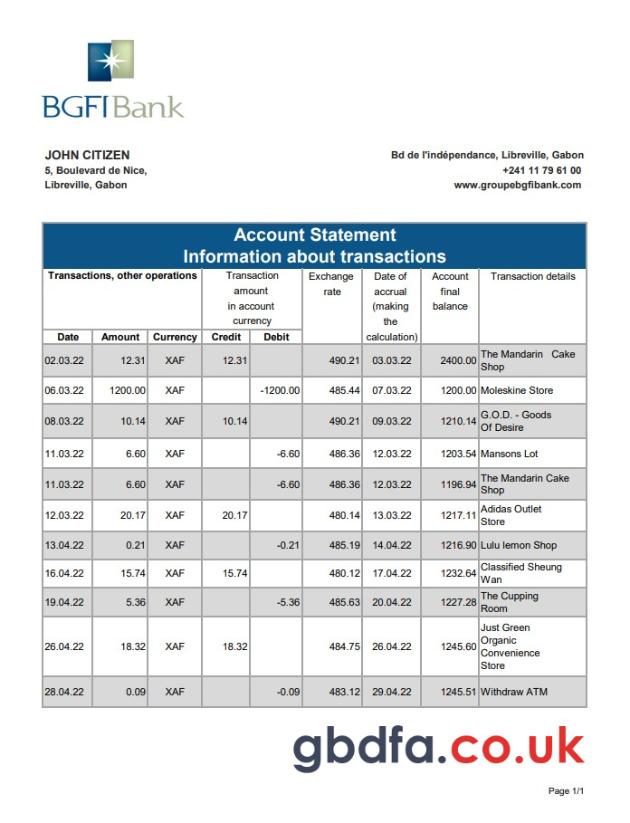 BGFIBank
JOHN CITIZEN
5, Boulevard de Nice,
Libreville, Gabon
Bd de l'indépendance, Libreville, Gabon
+241 11 79 61 00
www.groupebgfibank.com
Account Statement
Information about transactions
Transactions, other operations
Transaction
amount
in account
currency
Exchange
rate
Date of
accrual
(making
the
calculation)
Account
final
balance
Transaction details
Date Amount Currency Credit Debit
02.03.22 12.31 XAF 12.31 490.21 03.03.22 2400.00 The Mandarin Cake
Shop
06.03.22 1200.00 XAF -1200.00 485.44 07.03.22 1200.00 Moleskine Store
08.03.22 10.14 XAF 10.14 490.21 09.03.22 1210.14 G.O.D. - Goods
Of Desire
11.03.22 6.60 XAF -6.60 486.36 12.03.22 1203.54 Mansons Lot
11.03.22 6.60 XAF -6.60 486.36 12.03.22 1196.94 The Mandarin Cake
Shop
12.03.22 20.17 XAF 20.17 480.14 13.03.22 1217.11 Adidas Outlet
Store
13.04.22 0.21 XAF -0.21 485.19 14.04.22 1216.90 Lulu lemon Shop
16.04.22 15.74 XAF 15.74 480.12 17.04.22 1232.64 Classified Sheung
Wan
19.04.22 5.36 XAF -5.36 485.63 20.04.22 1227.28 The Cupping
Room
26.04.22 18.32 XAF 18.32 484.75 26.04.22 1245.60 Just Green
Organic
Convenience
Store
28.04.22 0.09 XAF -0.09 483.12 29.04.22 1245.51 Withdraw ATM
gbdfa.co.uk
Page 1/1